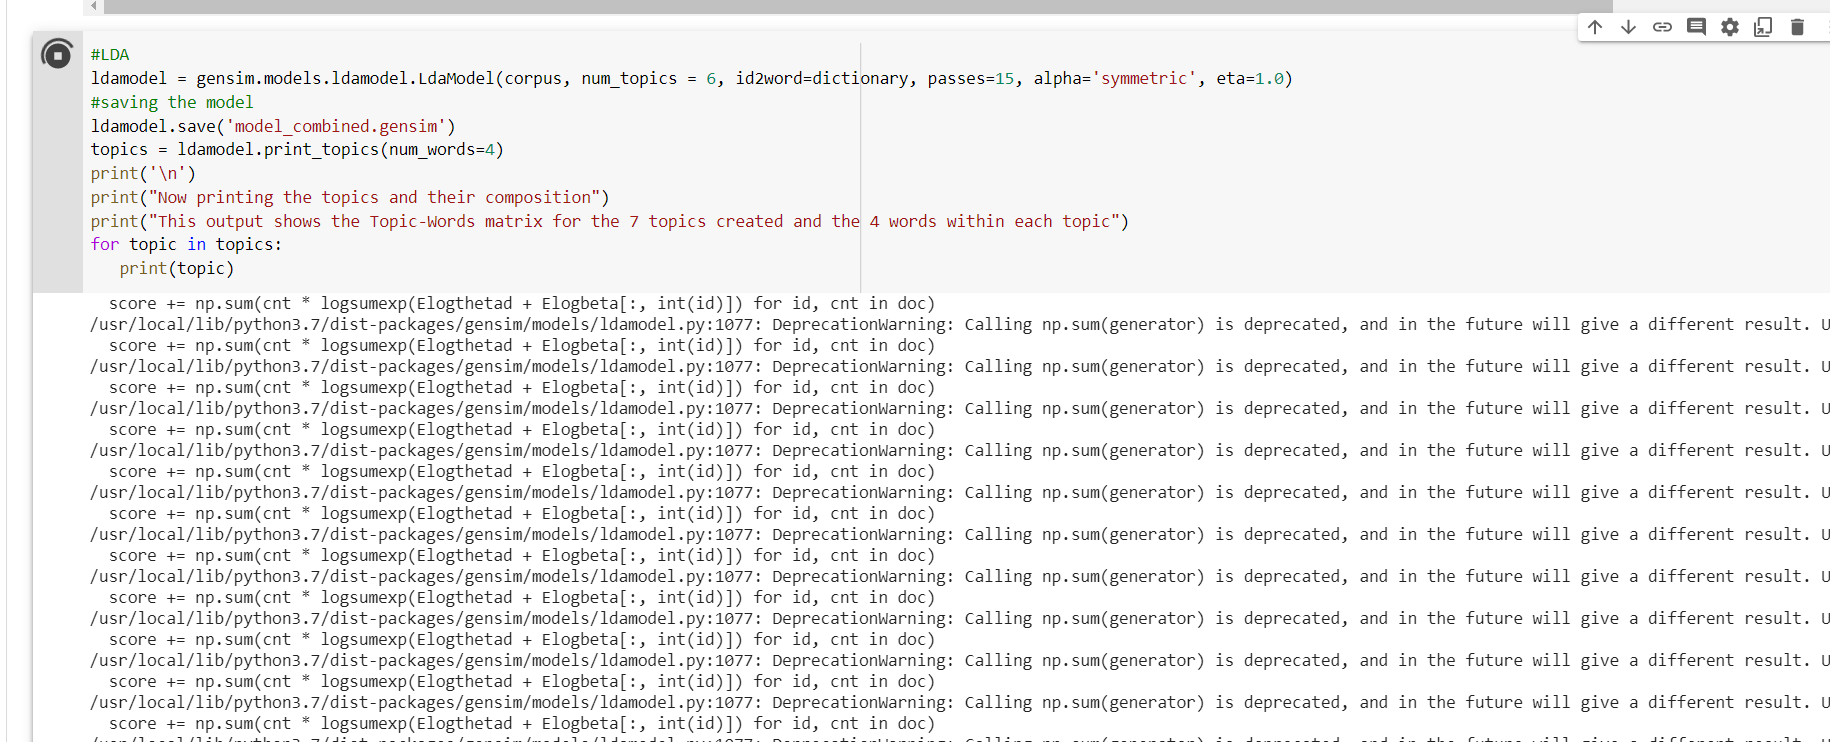 #LDA
ldamodel = gensim.models.ldamodel.LdaModel(corpus, num_topics = 6, id2word=dictionary, passes=15, alpha='symmetric', eta=1.0)
#saving the model
ldamodel.save('model_combined.gensim')
topics = ldamodel.print_topics(num_words=4)
print('\n')
print("Now printing the topics and their composition")
print("This output shows the Topic-Words matrix for the 7 topics created and the 4 words within each topic")
for topic in topics:
   print(topic)
  score += np.sum(cnt * logsumexp(Elogthetad + Elogbeta[:, int(id)]) for id, cnt in doc)
/usr/local/lib/python3.7/dist-packages/gensim/models/ldamodel.py:1077: DeprecationWarning: Calling np.sum(generator) is deprecated, and in the future will give a different result. U
  score += np.sum(cnt * logsumexp(Elogthetad + Elogbeta[:, int(id)]) for id, cnt in doc)
/usr/local/lib/python3.7/dist-packages/gensim/models/ldamodel.py:1077: DeprecationWarning: Calling np.sum(generator) is deprecated, and in the future will give a different result. U
  score += np.sum(cnt * logsumexp(Elogthetad + Elogbeta[:, int(id)]) for id, cnt in doc)
/usr/local/lib/python3.7/dist-packages/gensim/models/ldamodel.py:1077: DeprecationWarning: Calling np.sum(generator) is deprecated, and in the future will give a different result. U
  score += np.sum(cnt * logsumexp(Elogthetad + Elogbeta[:, int(id)]) for id, cnt in doc)
/usr/local/lib/python3.7/dist-packages/gensim/models/ldamodel.py:1077: DeprecationWarning: Calling np.sum(generator) is deprecated, and in the future will give a different result. U
  score += np.sum(cnt * logsumexp(Elogthetad + Elogbeta[:, int(id)]) for id, cnt in doc)
/usr/local/lib/python3.7/dist-packages/gensim/models/ldamodel.py:1077: DeprecationWarning: Calling np.sum(generator) is deprecated, and in the future will give a different result. U
  score += np.sum(cnt * logsumexp(Elogthetad + Elogbeta[:, int(id)]) for id, cnt in doc)
/usr/local/lib/python3.7/dist-packages/gensim/models/ldamodel.py:1077: DeprecationWarning: Calling np.sum(generator) is deprecated, and in the future will give a different result. U
  score += np.sum(cnt * logsumexp(Elogthetad + Elogbeta[:, int(id)]) for id, cnt in doc)
/usr/local/lib/python3.7/dist-packages/gensim/models/ldamodel.py:1077: DeprecationWarning: Calling np.sum(generator) is deprecated, and in the future will give a different result. U
  score += np.sum(cnt * logsumexp(Elogthetad + Elogbeta[:, int(id)]) for id, cnt in doc)
/usr/local/lib/python3.7/dist-packages/gensim/models/ldamodel.py:1077: DeprecationWarning: Calling np.sum(generator) is deprecated, and in the future will give a different result. U
  score += np.sum(cnt * logsumexp(Elogthetad + Elogbeta[:, int(id)]) for id, cnt in doc)
/usr/local/lib/python3.7/dist-packages/gensim/models/ldamodel.py:1077: DeprecationWarning: Calling np.sum(generator) is deprecated, and in the future will give a different result. U
  score += np.sum(cnt * logsumexp(Elogthetad + Elogbeta[:, int(id)]) for id, cnt in doc)
/usr/local/lib/python3.7/dist-packages/gensim/models/ldamodel.py:1077: DeprecationWarning: Calling np.sum(generator) is deprecated, and in the future will give a different result. U
  score += np.sum(cnt * logsumexp(Elogthetad + Elogbeta[:, int(id)]) for id, cnt in doc)